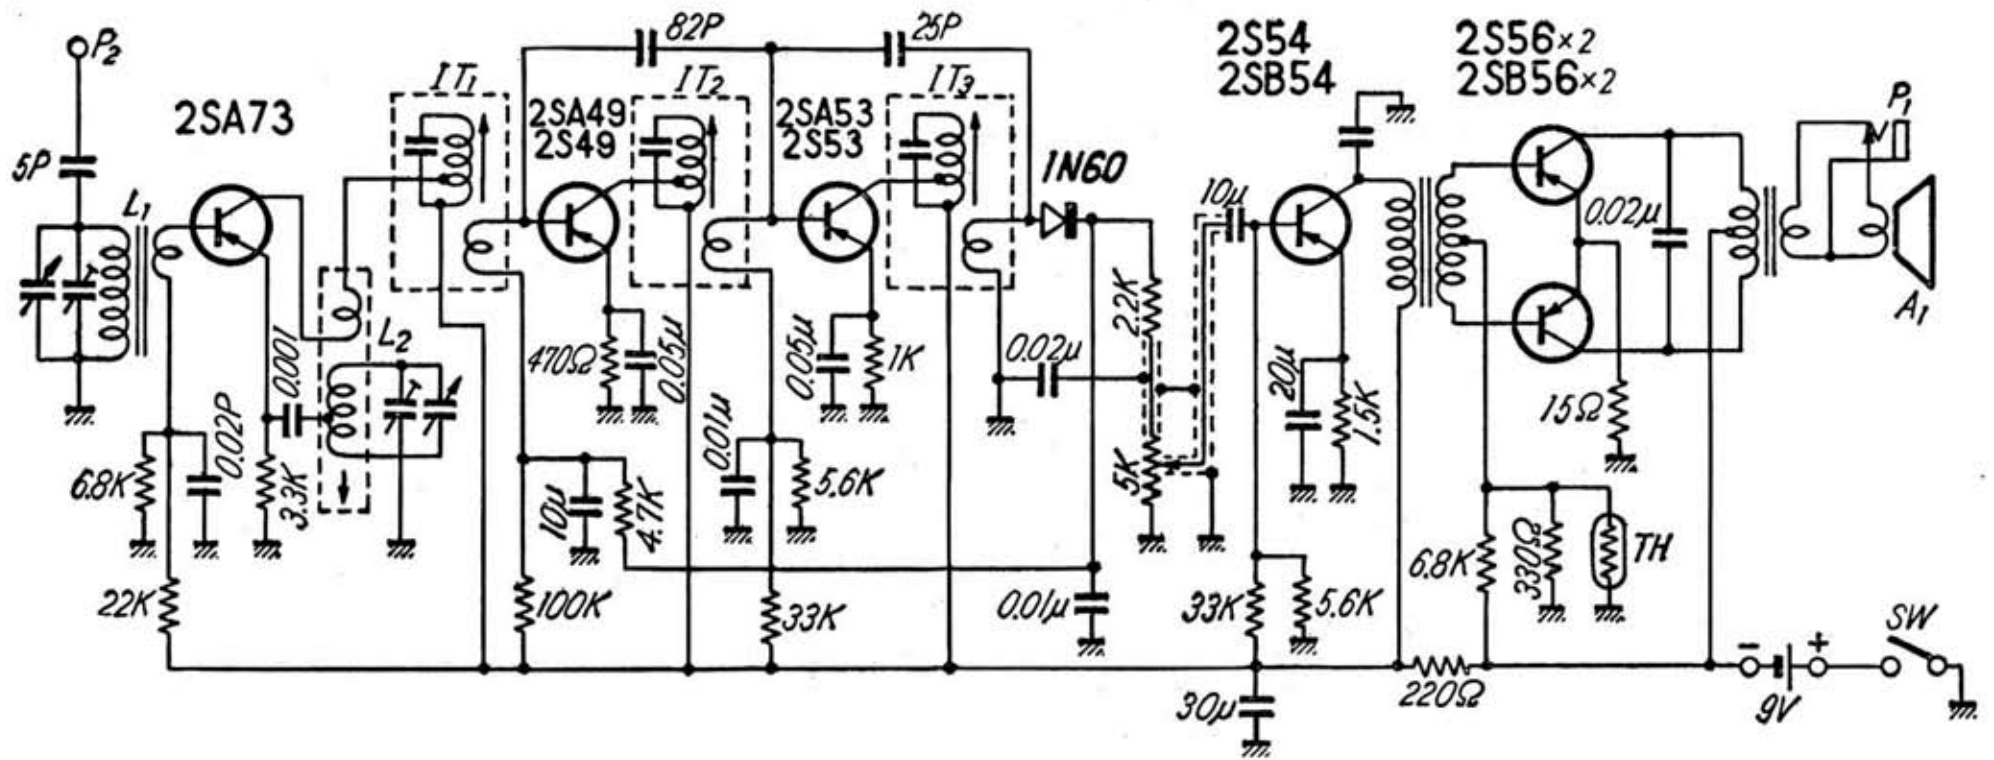 P2
5P
L1
2SA73
6.8K
0.02P
22K
0.001
3.3K
L2
IT1
82P
2SA49
2S49
IT2
25P
2SA53
2S53
IT3
470Ω
0.05μ
10μ
4.7K
100K
0.01μ
5.6K
33K
0.05μ
1K
1N60
0.02μ
2.2K
5K
0.01μ
10μ
2S54
2SB54
20μ
1.5K
33K
5.6K
30μ
220Ω
2S56×2
2SB56×2
0.02μ
15Ω
6.8K
330Ω
TH
P1
A1
- +
9V
SW